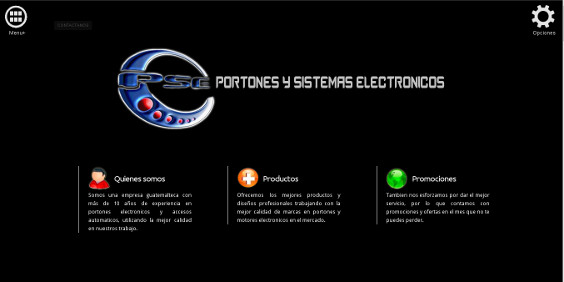 Menu+
Opciones
CONTACTANOS
PSE PORTONES Y SISTEMAS ELECTRONICOS
Quienes somos
Somos una empresa guatemalteca con
más de 10 años de experiencia en
portones electronicos y accesos
automaticos, utilizando la mejor calidad
en nuestros trabajo.
Productos
Ofrecemos los mejores productos y
diseños profesionales trabajando con la
mejor calidad de marcas en portones y
motores electronicos en el mercado.
Promociones
Tambien nos esforzamos por dar el mejor
servicio, por lo que contamos con
promociones y ofertas en el mes que no te
puedes perder.